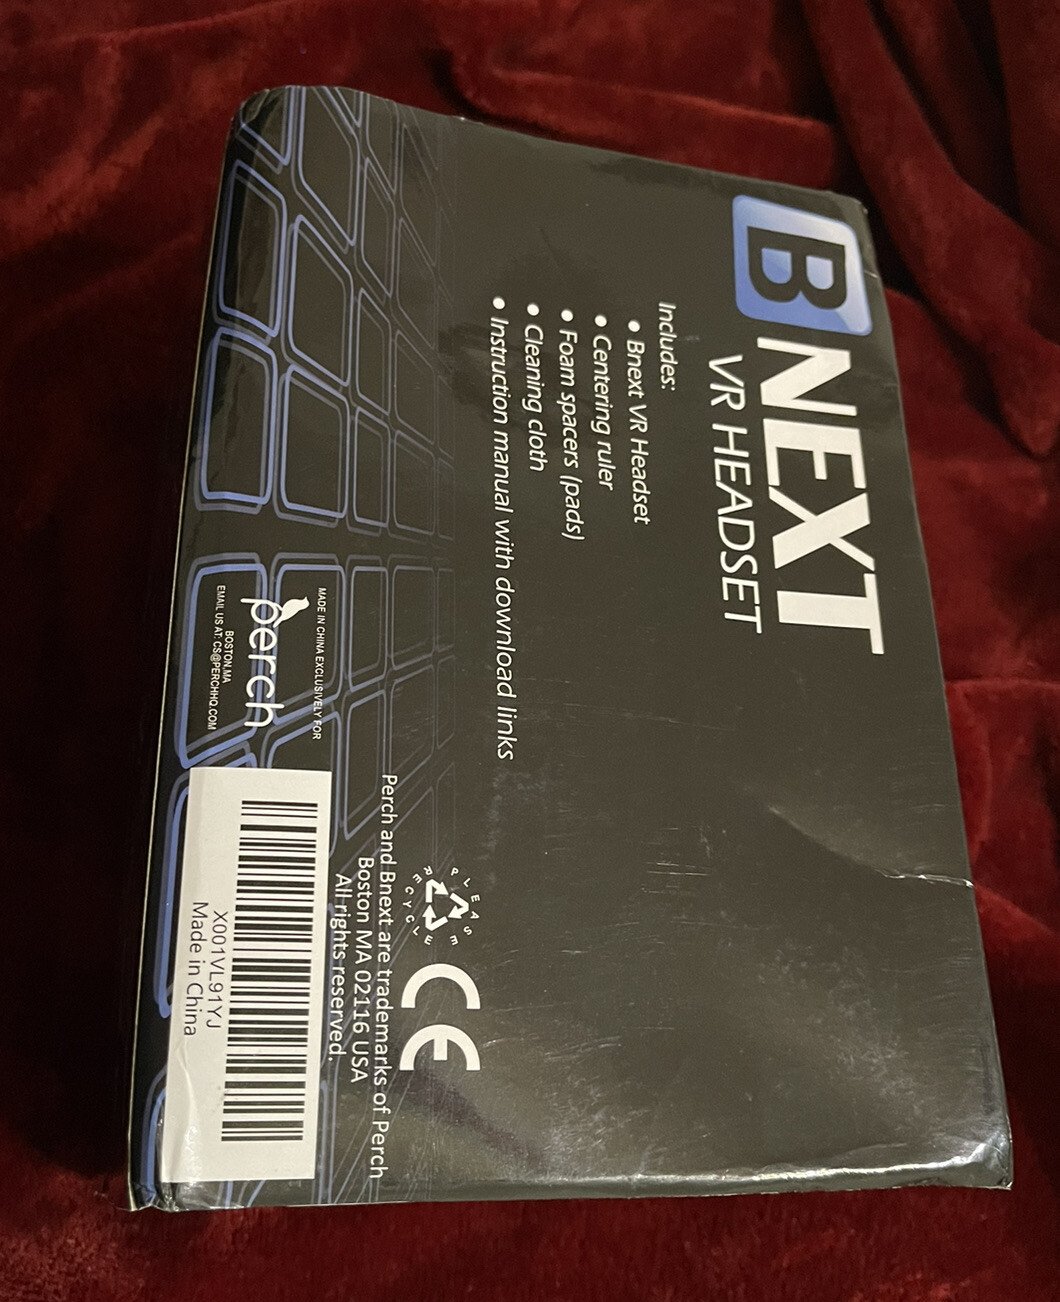 B NEXT
VR HEADSET
Includes:
• Bnext VR Headset
• Centering ruler
• Foam spacers (pads)
• Cleaning cloth
• Instruction manual with download links
MADE IN CHINA EXCLUSIVELY FOR
perch
BOSTON,MA
EMAIL US AT: CS@PERCHHQ.COM
PLEASE RECYCLE
CE
Perch and Bnext are trademarks of Perch
Boston MA 02116 USA
All rights reserved.
X001VL91YJ
Made in China